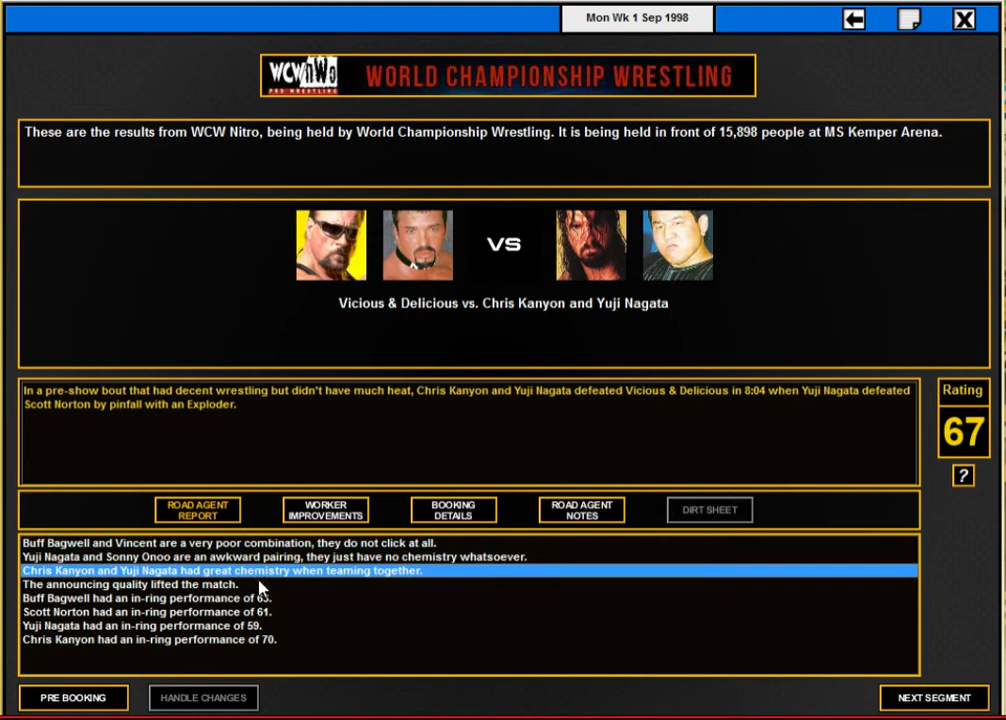 Mon Wk 1 Sep 1998
WCW nWo WORLD CHAMPIONSHIP WRESTLING
PRO WRESTLING
These are the results from WCW Nitro, being held by World Championship Wrestling. It is being held in front of 15,898 people at MS Kemper Arena.
VS
Vicious & Delicious vs. Chris Kanyon and Yuji Nagata
In a pre-show bout that had decent wrestling but didn't have much heat, Chris Kanyon and Yuji Nagata defeated Vicious & Delicious in 8:04 when Yuji Nagata defeated
Scott Norton by pinfall with an Exploder.
Rating
67
?
ROAD AGENT
REPORT
WORKER
IMPROVEMENTS
BOOKING
DETAILS
ROAD AGENT
NOTES
DIRT SHEET
Buff Bagwell and Vincent are a very poor combination, they do not click at all.
Yuji Nagata and Sonny Onoo are an awkward pairing, they just have no chemistry whatsoever.
Chris Kanyon and Yuji Nagata had great chemistry when teaming together.
The announcing quality lifted the match.
Buff Bagwell had an in-ring performance of
Scott Norton had an in-ring performance of 61.
Yuji Nagata had an in-ring performance of 59.
Chris Kanyon had an in-ring performance of 70.
PRE BOOKING
HANDLE CHANGES
NEXT SEGMENT